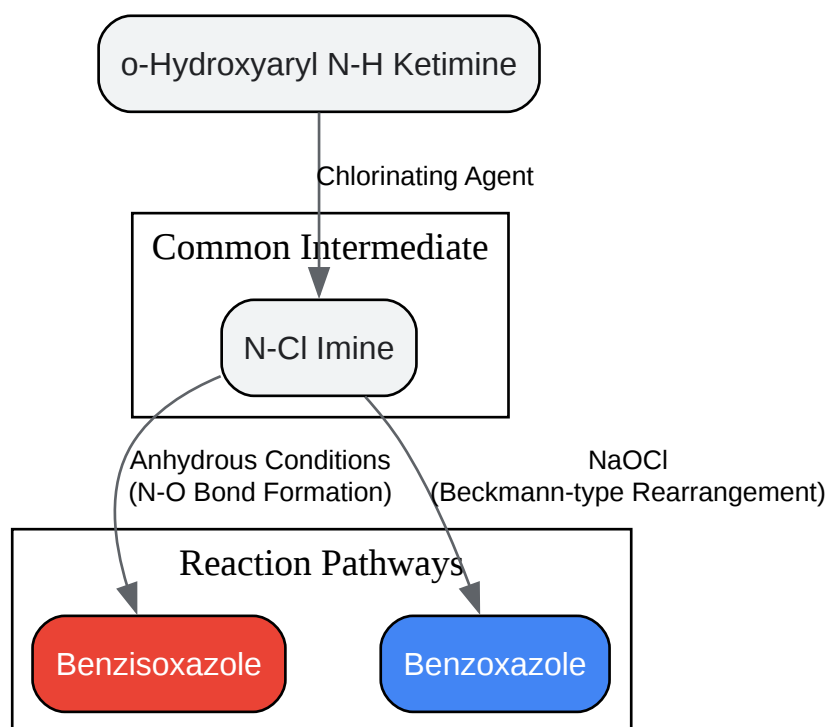 o-Hydroxyaryl N-H Ketimine
Chlorinating Agent
Common Intermediate
N-Cl Imine
Anhydrous Conditions
(N-O Bond Formation)
NaOCl
(Beckmann-type Rearrangement)
Reaction Pathways
Benzisoxazole
Benzoxazole